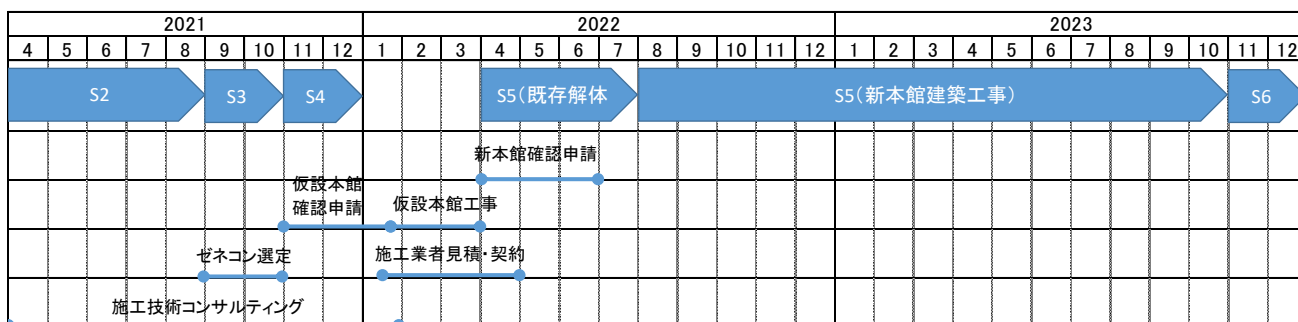 2021 2022 2023
4 5 6 7 8 9 10 11 12 1 2 3 4 5 6 7 8 9 10 11 12 1 2 3 4 5 6 7 8 9 10 11 12
S2 S3 S4 S5(既存解体 S5(新本館建築工事) S6
新本館確認申請
仮設本館
確認申請
仮設本館工事
ゼネコン選定
施工業者見積・契約
施工技術コンサルティング